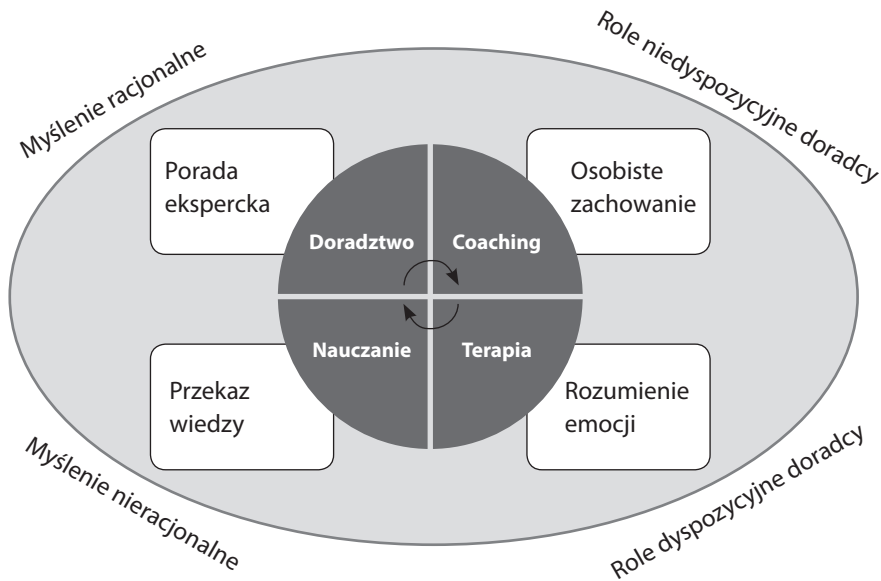 Myślenie racjonalne
Role niedyspozycyjne doradcy
Porada
ekspercka
Osobiste
zachowanie
Doradztwo
Coaching
Nauczanie
Terapia
Przekaz
wiedzy
Rozumienie
emocji
Myślenie nieracjonalne
Role dyspozycyjne doradcy